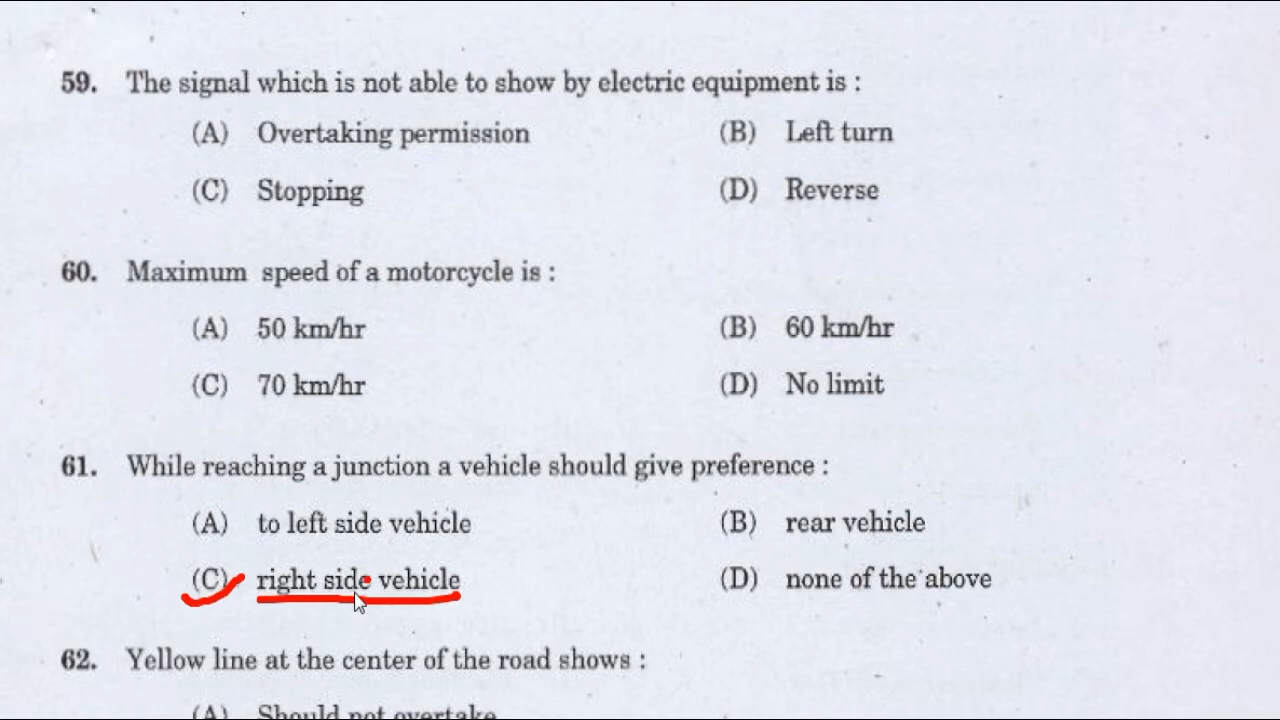 59. The signal which is not able to show by electric equipment is :
(A) Overtaking permission (B) Left turn
(C) Stopping (D) Reverse
60. Maximum speed of a motorcycle is :
(A) 50 km/hr (B) 60 km/hr
(C) 70 km/hr (D) No limit
61. While reaching a junction a vehicle should give preference :
(A) to left side vehicle (B) rear vehicle
(C) right side vehicle (D) none of the above
62. Yellow line at the center of the road shows :
(A) Should not overtake